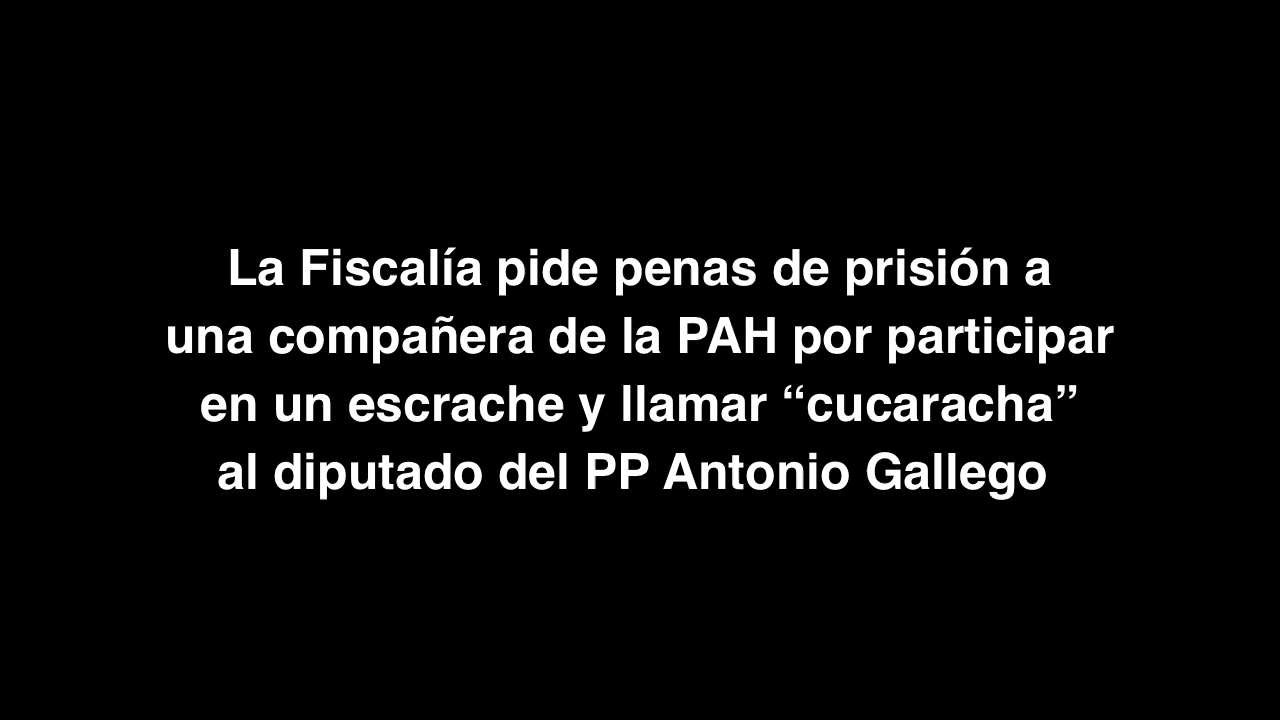 La Fiscalía pide penas de prisión a
una compañera de la PAH por participar
en un escrache y llamar “cucaracha”
al diputado del PP Antonio Gallego